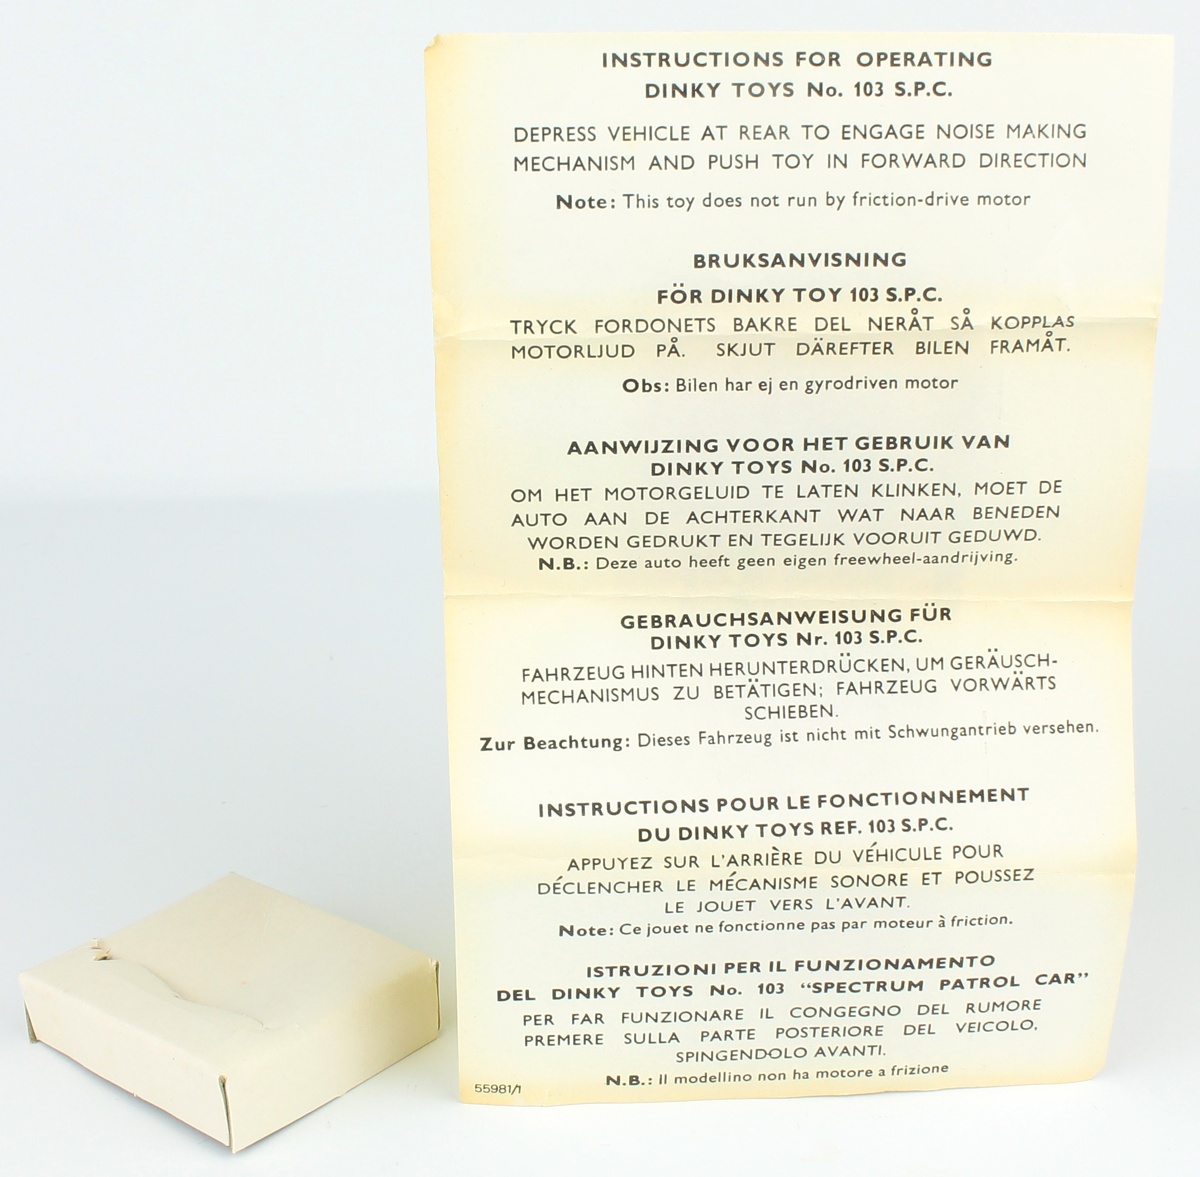 INSTRUCTIONS FOR OPERATING
DINKY TOYS No. 103 S.P.C.
DEPRESS VEHICLE AT REAR TO ENGAGE NOISE MAKING
MECHANISM AND PUSH TOY IN FORWARD DIRECTION
Note: This toy does not run by friction-drive motor
BRUKSANVISNING
FÖR DINKY TOY 103 S.P.C.
TRYCK FORDONETS BAKRE DEL NERÅT SÅ KOPPLAS
MOTORLJUD PÅ. SKJUT DÄREFTER BILEN FRAMÅT.
Obs: Bilen har ej en gyrodriven motor
AANWIJZING VOOR HET GEBRUIK VAN
DINKY TOYS No. 103 S.P.C.
OM HET MOTORGELUID TE LATEN KLINKEN, MOET DE
AUTO AAN DE ACHTERKANT WAT NAAR BENEDEN
WORDEN GEDRUKT EN TEGELIJK VOORUIT GEDUWD.
N.B.: Deze auto heeft geen eigen freewheel-aandrijving.
GEBRAUCHSANWEISUNG FÜR
DINKY TOYS Nr. 103 S.P.C.
FAHRZEUG HINTEN HERUNTERDRÜCKEN, UM GERÄUSCH-
MECHANISMUS ZU BETÄTIGEN; FAHRZEUG VORWÄRTS
SCHIEBEN.
Zur Beachtung: Dieses Fahrzeug ist nicht mit Schwungantrieb versehen.
INSTRUCTIONS POUR LE FONCTIONNEMENT
DU DINKY TOYS REF. 103 S.P.C.
APPUYEZ SUR L'ARRIÈRE DU VÉHICULE POUR
DÉCLENCHER LE MÉCANISME SONORE ET POUSSEZ
LE JOUET VERS L'AVANT.
Note: Ce jouet ne fonctionne pas par moteur à friction.
ISTRUZIONI PER IL FUNZIONAMENTO
DEL DINKY TOYS No. 103 “SPECTRUM PATROL CAR”
PER FAR FUNZIONARE IL CONGEGNO DEL RUMORE
PREMERE SULLA PARTE POSTERIORE DEL VEICOLO,
SPINGENDOLO AVANTI.
N.B.: Il modellino non ha motore a frizione
55981/1